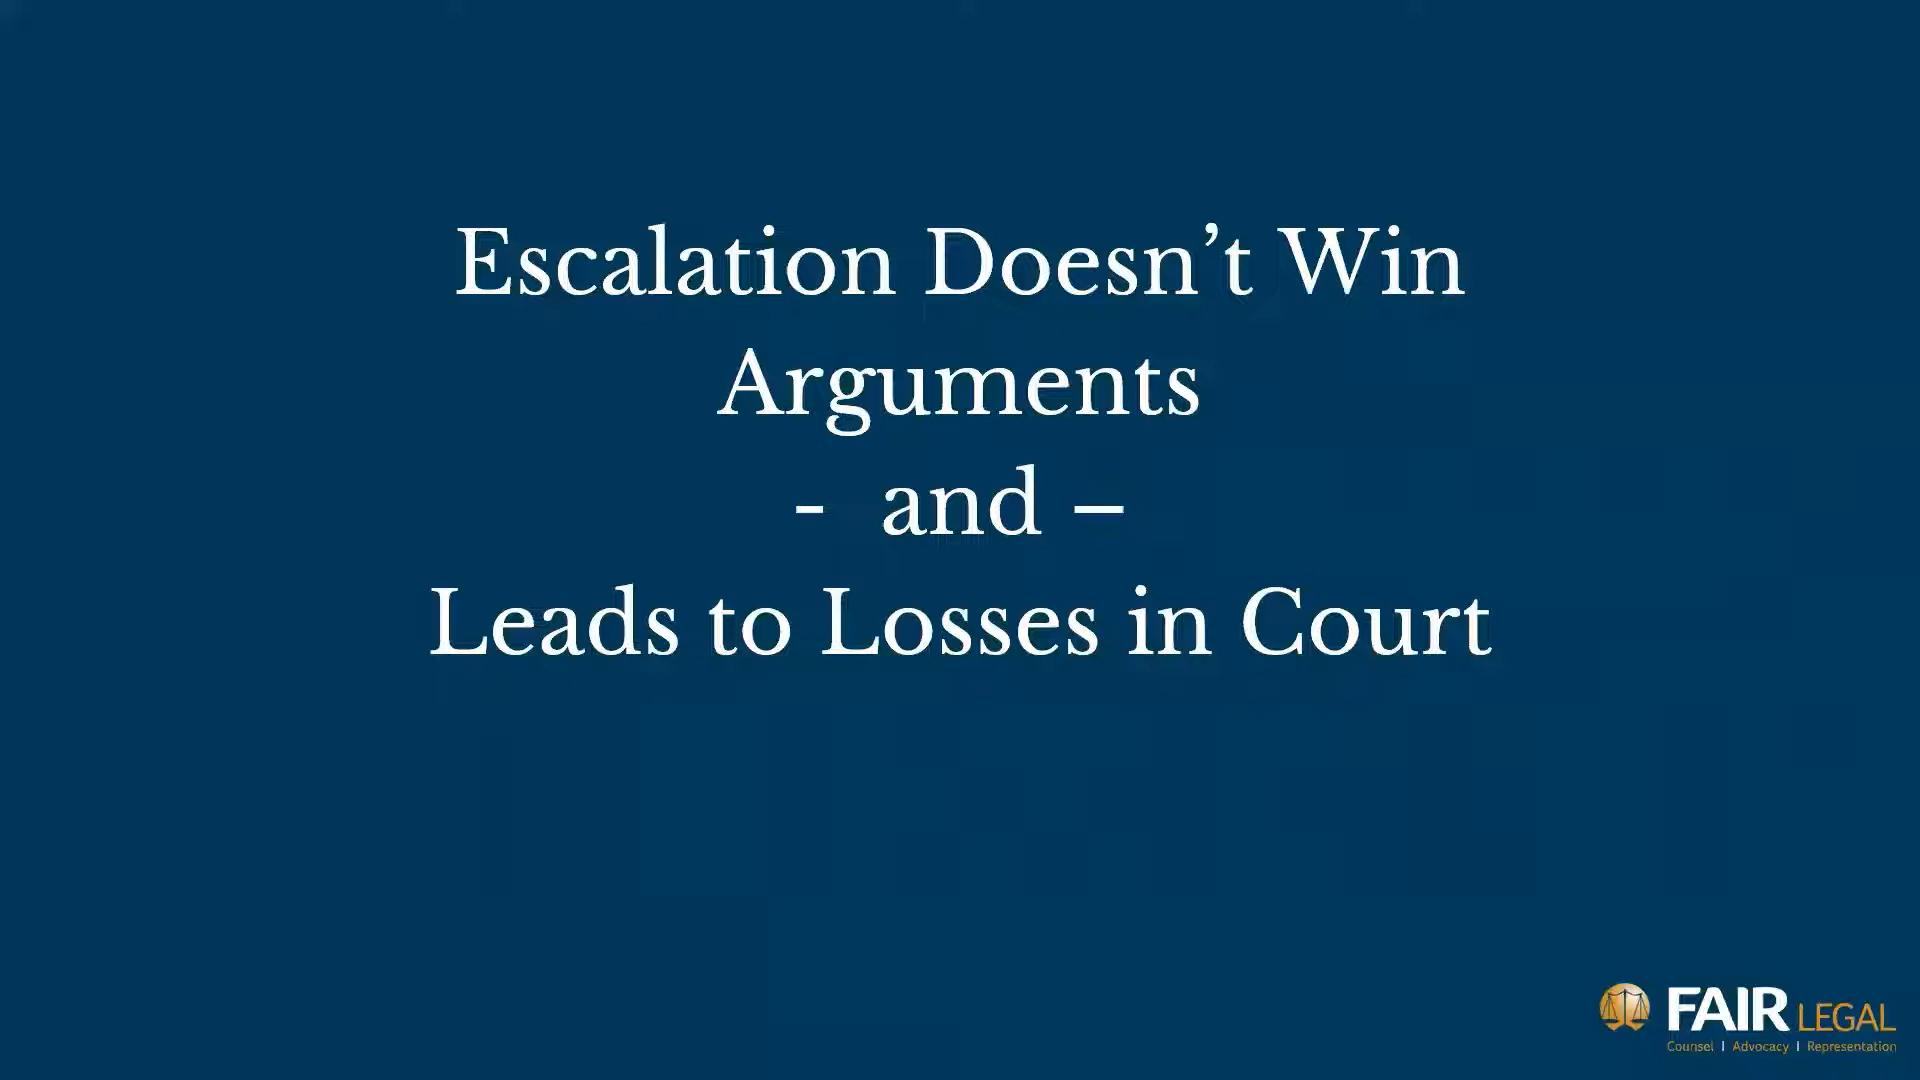 Escalation Doesn’t Win
Arguments
-  and –
Leads to Losses in Court
FAIR LEGAL
Counsel | Advocacy | Representation